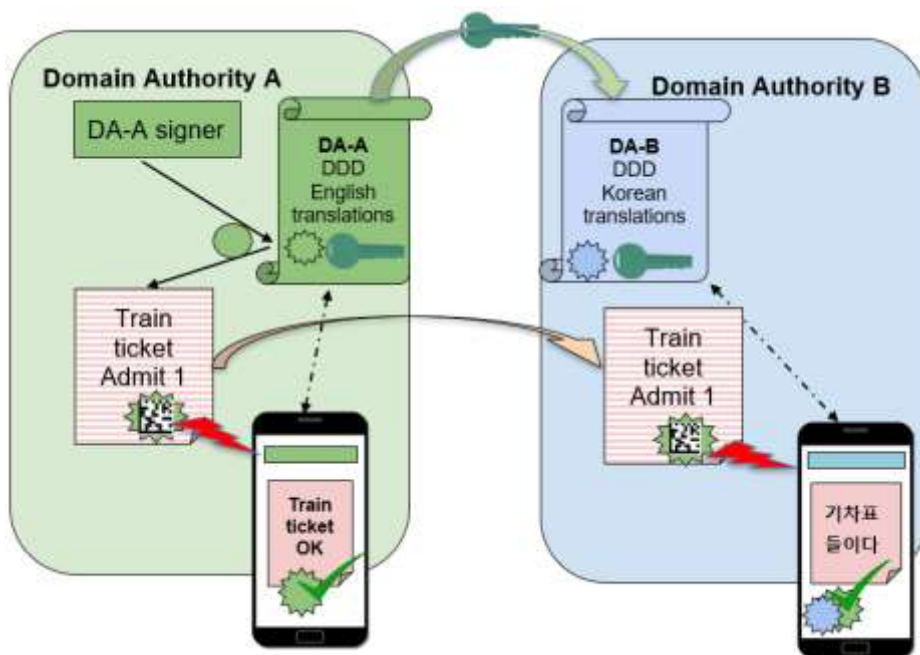 Domain Authority A
DA-A signer
DA-A
DDD
English
translations
Train
ticket
Admit 1
Train
ticket
OK
Domain Authority B
DA-B
DDD
Korean
translations
Train
ticket
Admit 1
기차표
들이다